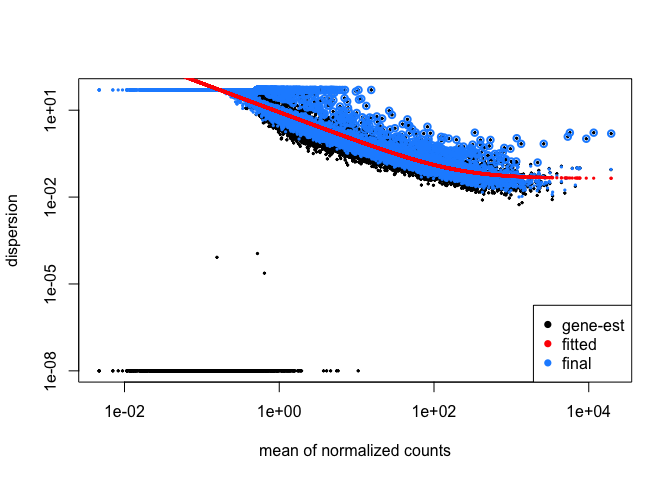 dispersion
1e+01
1e-02
1e-05
1e-08
gene-est
fitted
final
1e-02 1e+00 1e+02 1e+04
mean of normalized counts